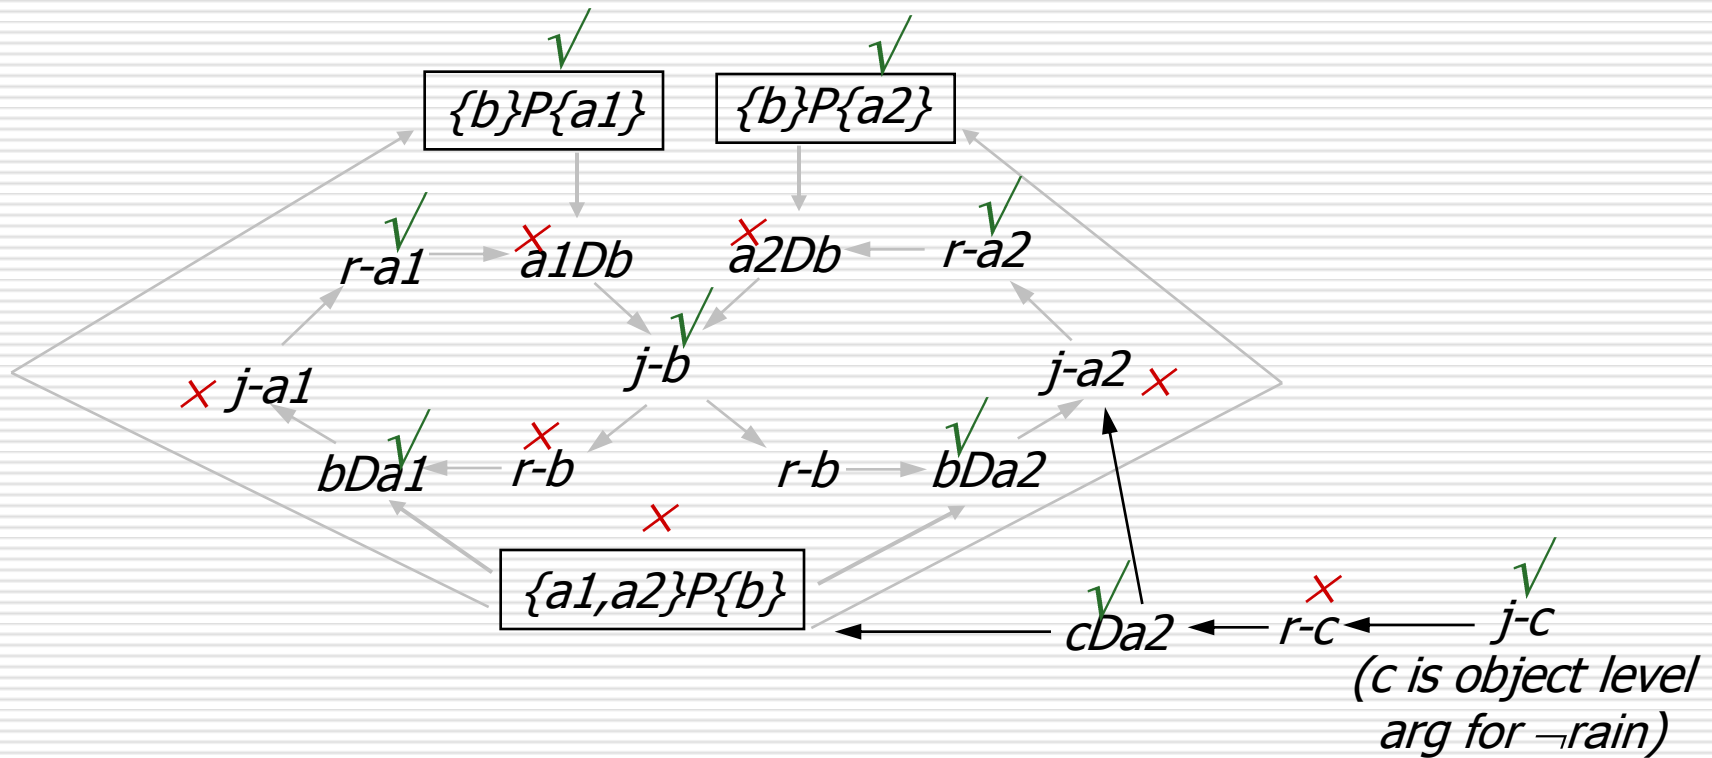 {b}P{a1}
{b}P{a2}
r-a1
a1Db
a2Db
r-a2
j-a1
j-b
j-a2
bDa1
r-b
r-b
bDa2
{a1,a2}P{b}
cDa2
r-c
j-c
(c is object level
arg for ¬rain)